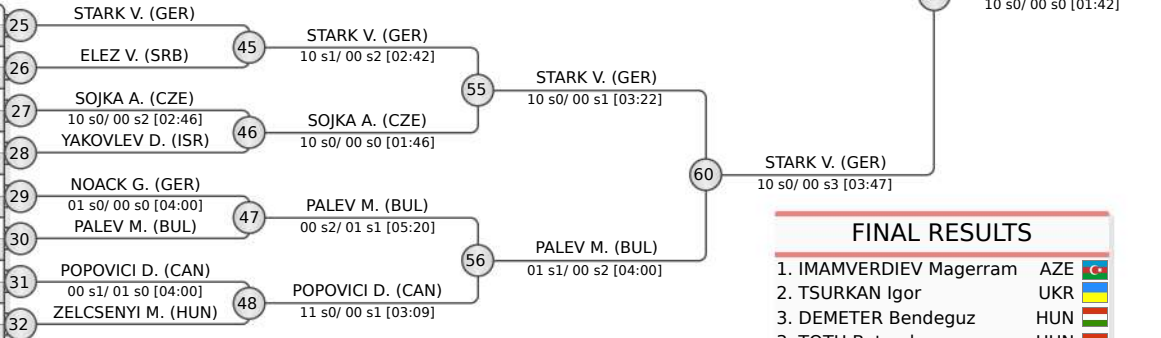 10 s0/ 00 s0 [01:42]
25
STARK V. (GER)
26
ELEZ V. (SRB)
45
STARK V. (GER)
10 s1/ 00 s2 [02:42]
27
SOJKA A. (CZE)
10 s0/ 00 s2 [02:46]
28
YAKOVLEV D. (ISR)
46
SOJKA A. (CZE)
10 s0/ 00 s0 [01:46]
55
STARK V. (GER)
10 s0/ 00 s1 [03:22]
29
NOACK G. (GER)
01 s0/ 00 s0 [04:00]
30
PALEV M. (BUL)
47
PALEV M. (BUL)
00 s2/ 01 s1 [05:20]
31
POPOVICI D. (CAN)
00 s1/ 01 s0 [04:00]
32
ZELCSENYI M. (HUN)
48
POPOVICI D. (CAN)
11 s0/ 00 s1 [03:09]
56
PALEV M. (BUL)
01 s1/ 00 s2 [04:00]
60
STARK V. (GER)
10 s0/ 00 s3 [03:47]
FINAL RESULTS
1. IMAMVERDIEV Magerram AZE
2. TSURKAN Igor UKR
3. DEMETER Bendeguz HUN